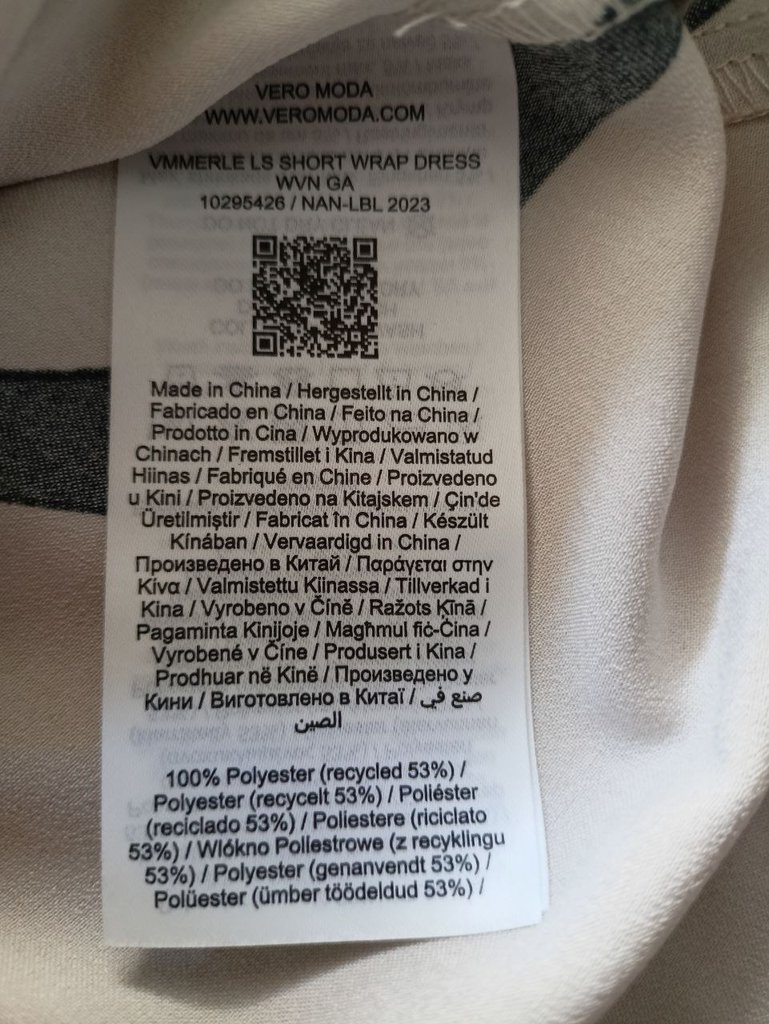 VERO MODA
WWW.VEROMODA.COM
VMMERLE LS SHORT WRAP DRESS
WVN GA
10295426 / NAN-LBL 2023
Made in China / Hergestellt in China /
Fabricado en China / Feito na China /
Prodotto in Cina / Wyprodukowano w
Chinach / Fremstillet i Kina / Valmistatud
Hiinas / Fabriqué en Chine / Proizvedeno
u Kini / Proizvedeno na Kitajskem / Çin'de
Üretilmiştir / Fabricat în China / Készült
Kínában / Vervaardigd in China /
Произведено в Китай / Παράγεται στην
Κίνα / Valmistettu Kiinassa / Tillverkad i
Kina / Vyrobeno v Číně / Ražots Ķīnā /
Pagaminta Kinijoje / Magħmul fiċ-Ċina /
Vyrobené v Číne / Produsert i Kina /
Prodhuar në Kinë / Произведено у
Кини / Виготовлено в Китаї / صنع في
الصين
100% Polyester (recycled 53%) /
Polyester (recycelt 53%) / Poliéster
(reciclado 53%) / Poliestere (riciclato
53%) / Włókno Poliestrowe (z recyklingu
53%) / Polyester (genanvendt 53%) /
Polüester (ümber töödeldud 53%) /